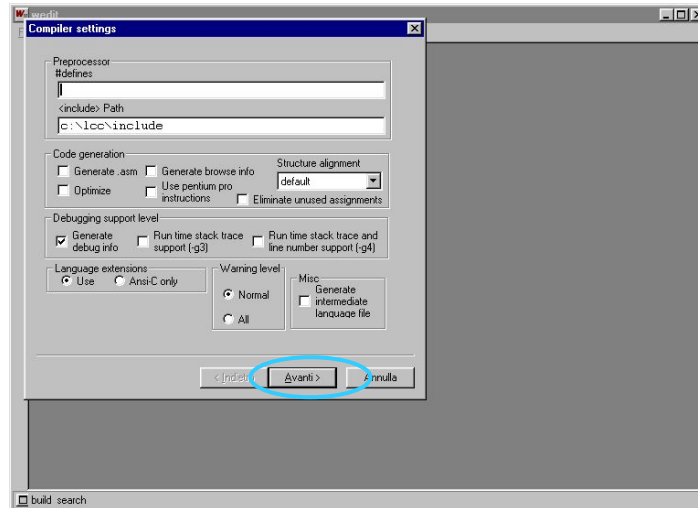 wedit
Compiler settings
Preprocessor
#defines
<include> Path
c:\lcc\include
Code generation
Generate .asm
Generate browse info
Structure alignment
Optimize
Use pentium pro
instructions
default
Eliminate unused assignments
Debugging support level
Generate
debug info
Run time stack trace
support (-g3)
Run time stack trace and
line number support (-g4)
Language extensions
Use
Ansi-C only
Warning level
Normal
All
Misc
Generate
intermediate
language file
< Indietro
Avanti >
Annulla
build search